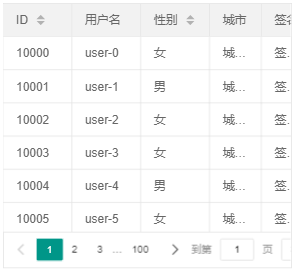 ID 用户名 性别 城市 签名
10000 user-0 女 城... 签...
10001 user-1 男 城... 签...
10002 user-2 女 城... 签...
10003 user-3 女 城... 签...
10004 user-4 男 城... 签...
10005 user-5 女 城... 签...
1 2 3 ... 100 到第 1 页